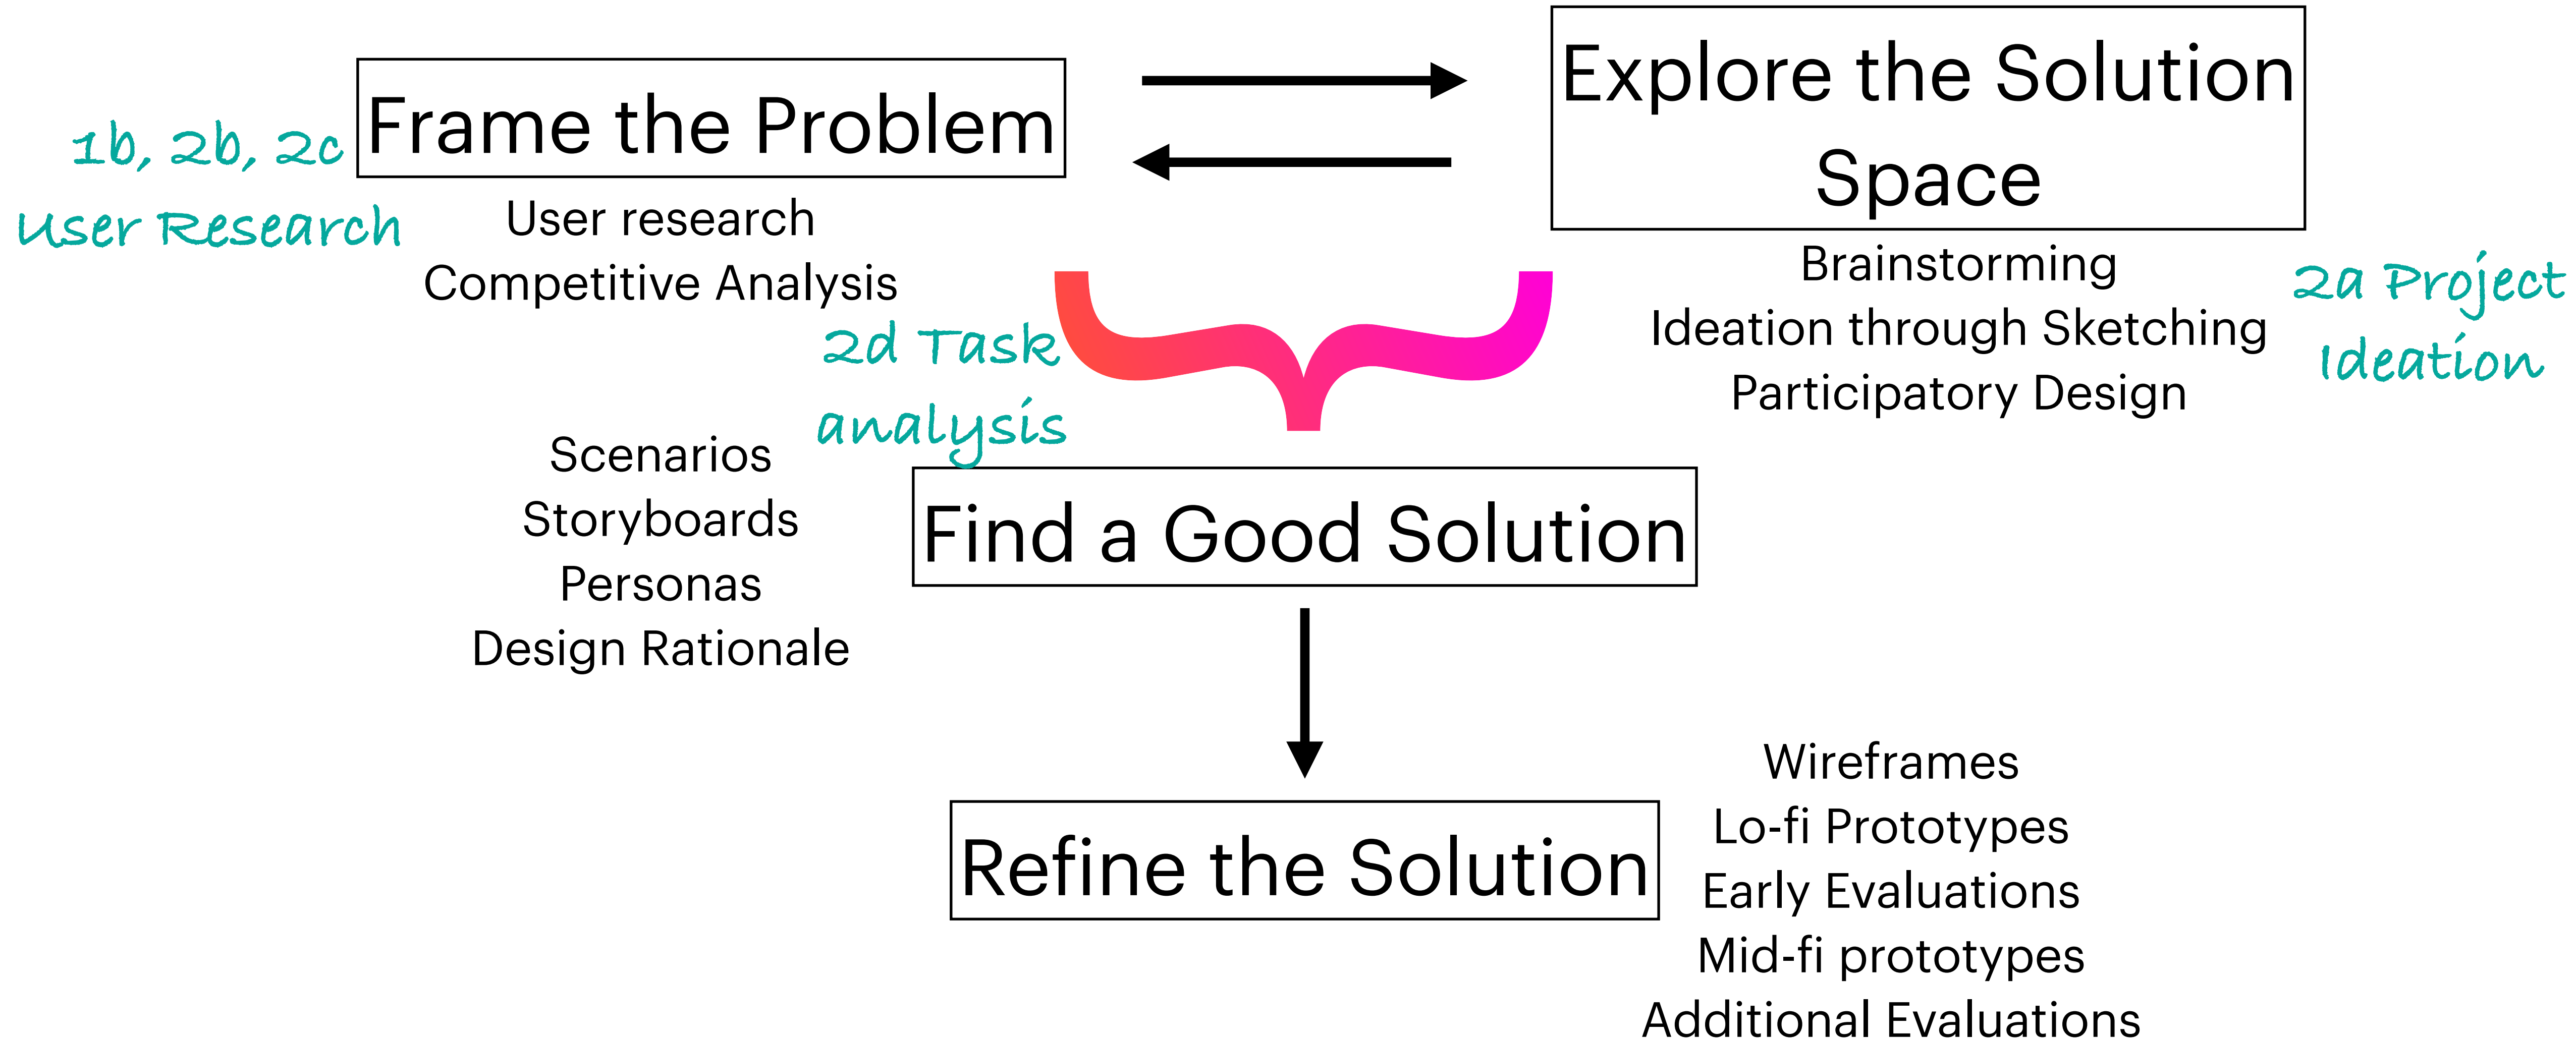 Frame the Problem
1b, 2b, 2c
User Research
User research
Competitive Analysis
Explore the Solution
Space
Brainstorming
Ideation through Sketching
Participatory Design
2a Project
Ideation
2d Task
analysis
Scenarios
Storyboards
Personas
Design Rationale
Find a Good Solution
Refine the Solution
Wireframes
Lo-fi Prototypes
Early Evaluations
Mid-fi prototypes
Additional Evaluations